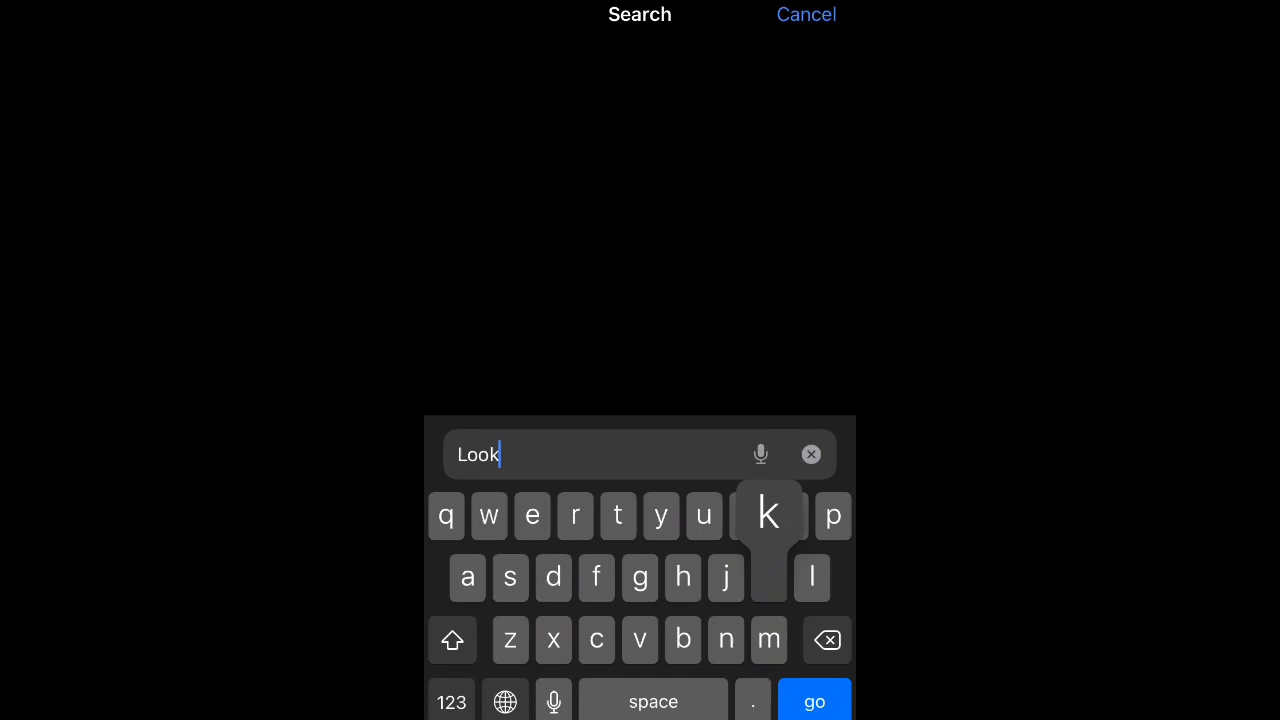 Search
Cancel
Look
q w e r t y u k p
a s d f g h j l
z x c v b n m
123 space . go